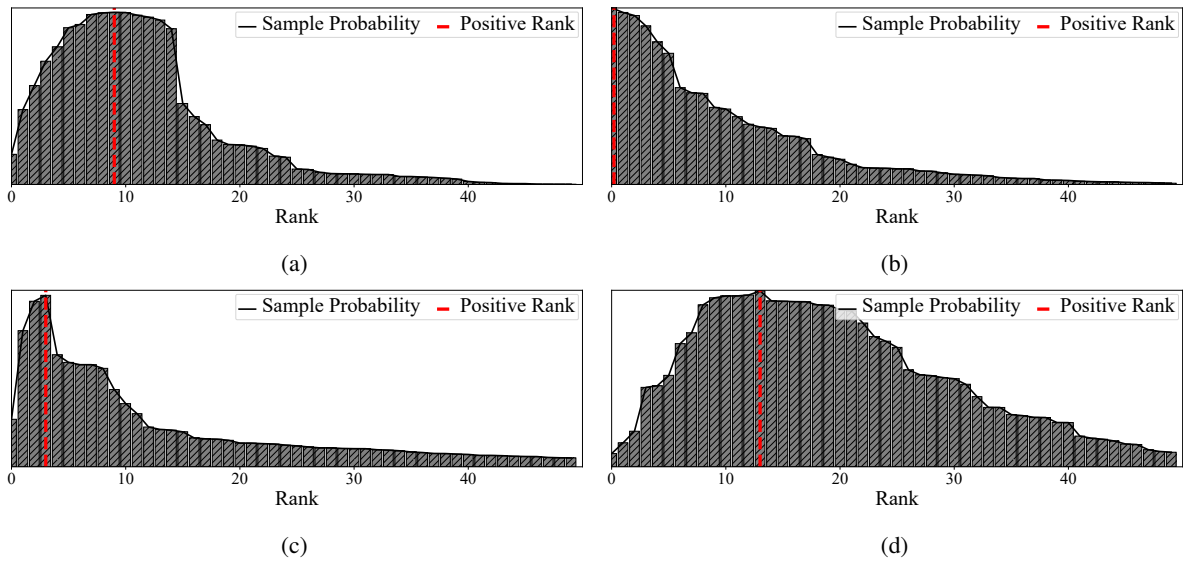 Sample Probability Positive Rank
0 10 20 30 40
Rank
(a)
Sample Probability Positive Rank
0 10 20 30 40
Rank
(b)
Sample Probability Positive Rank
0 10 20 30 40
Rank
(c)
Sample Probability Positive Rank
0 10 20 30 40
Rank
(d)